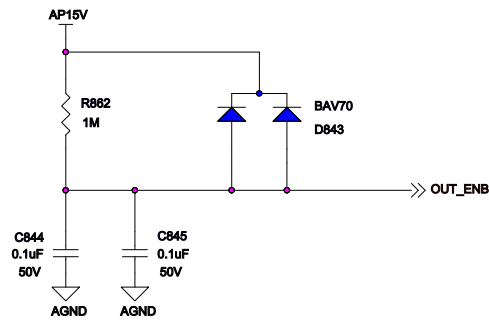 AP15V
R862
1M
BAV70
D843
OUT_ENB
C844
0.1uF
50V
C845
0.1uF
50V
AGND
AGND